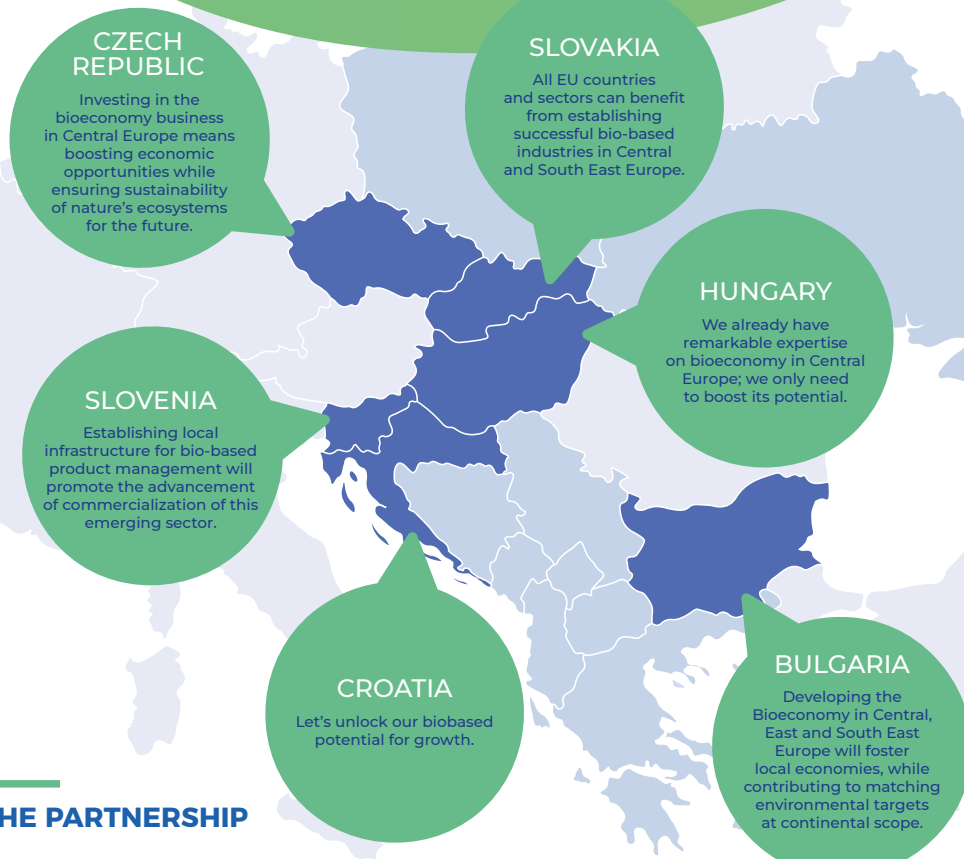 CZECH
REPUBLIC
Investing in the
bioeconomy business
in Central Europe means
boosting economic
opportunities while
ensuring sustainability
of nature's ecosystems
for the future.
SLOVAKIA
All EU countries
and sectors can benefit
from establishing
successful bio-based
industries in Central
and South East Europe.
HUNGARY
We already have
remarkable expertise
on bioeconomy in Central
Europe; we only need
to boost its potential.
SLOVENIA
Establishing local
infrastructure for bio-based
product management will
promote the advancement
of commercialization of this
emerging sector.
CROATIA
Let's unlock our biobased
potential for growth.
BULGARIA
Developing the
Bioeconomy in Central,
East and South East
Europe will foster
local economies, while
contributing to matching
environmental targets
at continental scope.
HE PARTNERSHIP